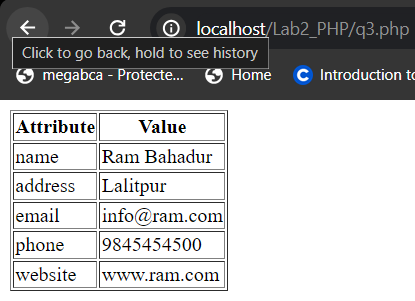 localhost/Lab2_PHP/q3.php
Click to go back, hold to see history
megabca - Protecte... Home Introduction to
Attribute Value
name Ram Bahadur
address Lalitpur
email info@ram.com
phone 9845454500
website www.ram.com